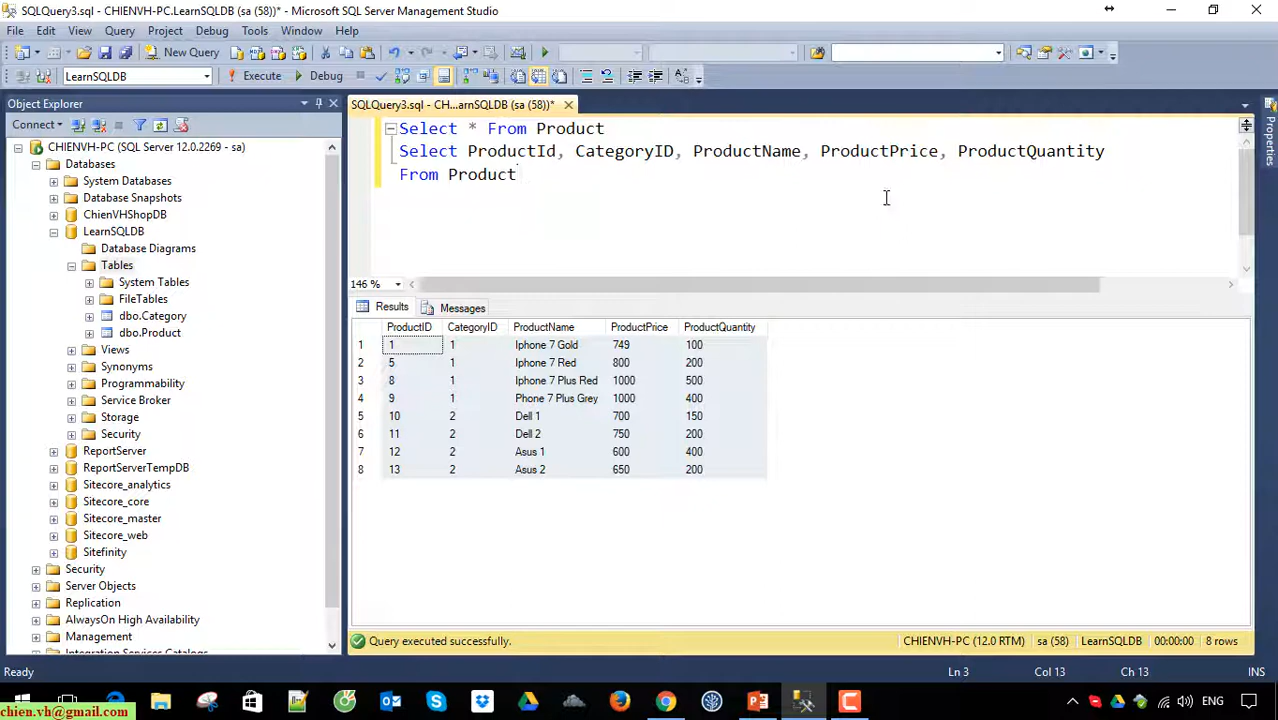 SQLQuery3.sql - CHIENVH-PC.LearnSQLDB (sa (58))* - Microsoft SQL Server Management Studio
File Edit View Query Project Debug Tools Window Help
New Query
LearnSQLDB Execute Debug
Object Explorer
Connect
CHIENVH-PC (SQL Server 12.0.2269 - sa)
Databases
System Databases
Database Snapshots
ChienVHShopDB
LearnSQLDB
Database Diagrams
Tables
System Tables
FileTables
dbo.Category
dbo.Product
Views
Synonyms
Programmability
Service Broker
Storage
Security
ReportServer
ReportServerTempDB
Sitecore_analytics
Sitecore_core
Sitecore_master
Sitecore_web
Sitefinity
Security
Server Objects
Replication
AlwaysOn High Availability
Management
Integration Services Catalogs
SQLQuery3.sql - CH...arnSQLDB (sa (58))*
Select * From Product
Select ProductId, CategoryID, ProductName, ProductPrice, ProductQuantity
From Product
146 %
Results Messages
ProductID CategoryID ProductName ProductPrice ProductQuantity
1 1 1 Iphone 7 Gold 749 100
2 5 1 Iphone 7 Red 800 200
3 8 1 Iphone 7 Plus Red 1000 500
4 9 1 Phone 7 Plus Grey 1000 400
5 10 2 Dell 1 700 150
6 11 2 Dell 2 750 200
7 12 2 Asus 1 600 400
8 13 2 Asus 2 650 200
Query executed successfully. CHIENVH-PC (12.0 RTM) sa (58) LearnSQLDB 00:00:00 8 rows
Properties
Ready Ln 3 Col 13 Ch 13 INS
ENG
chien.vh@gmail.com